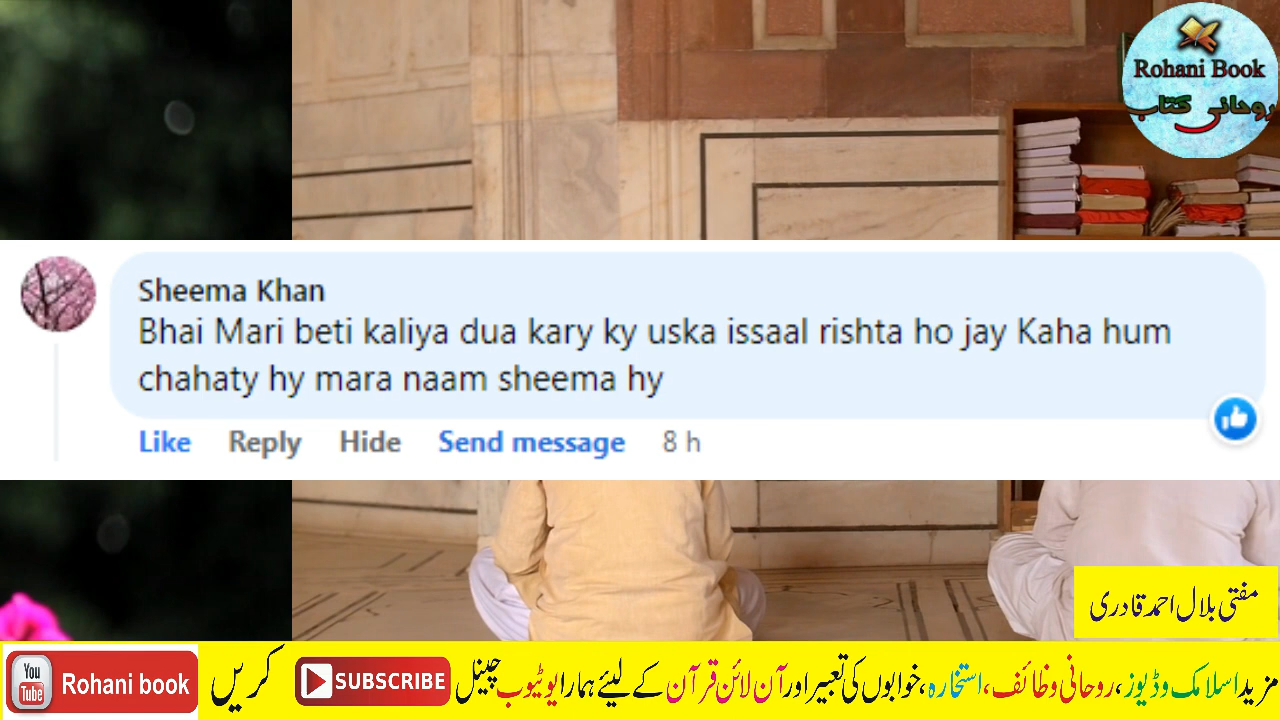 Rohani Book
روحانی کتاب
Sheema Khan
Bhai Mari beti kaliya dua kary ky uska issaal rishta ho jay Kaha hum
chahaty hy mara naam sheema hy
Like Reply Hide Send message 8 h
مفتی بلال احمد قادری
مزید اسلامک وڈیوز، روحانی وظائف، استخارہ، خوابوں کی تعبیر اور آن لائن قرآن کے لیئے ہمارا یوٹیوب چینل SUBSCRIBE کریں
You Tube Rohani book